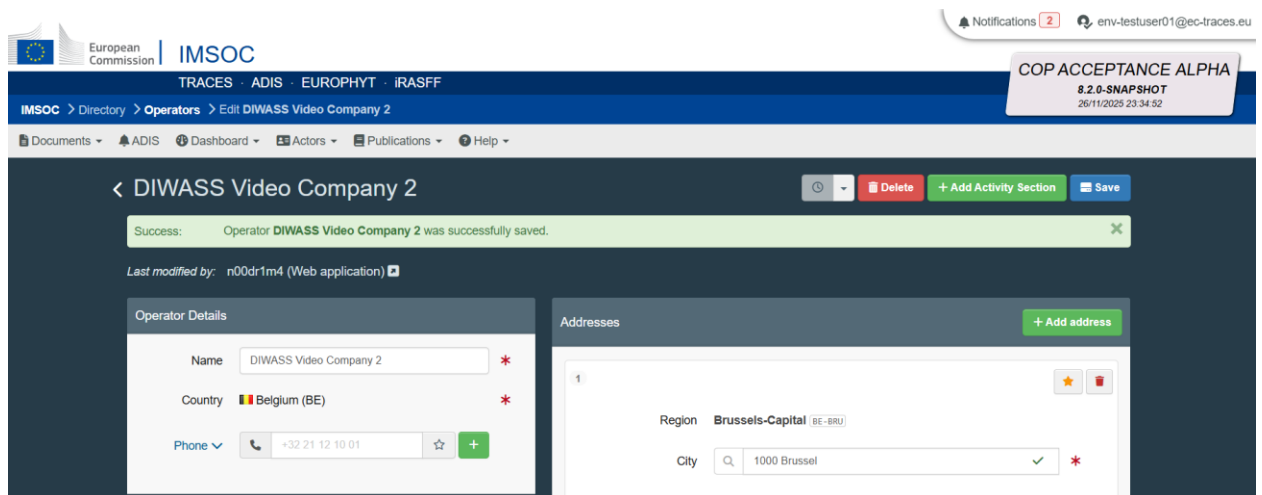 Notifications 2 env-testuser01@ec-traces.eu
European
Commission
IMSOC
COP ACCEPTANCE ALPHA
8.2.0-SNAPSHOT
26/11/2025 23:34:52
TRACES · ADIS · EUROPHYT · iRASFF
IMSOC > Directory > Operators > Edit DIWASS Video Company 2
Documents ADIS Dashboard Actors Publications Help
DIWASS Video Company 2
Delete + Add Activity Section Save
Success: Operator DIWASS Video Company 2 was successfully saved.
Last modified by: n00dr1m4 (Web application)
Operator Details
Name DIWASS Video Company 2 *
Country Belgium (BE) *
Phone +32 21 12 10 01 +
Addresses + Add address
1
Region Brussels-Capital BE-BRU
City 1000 Brussel *